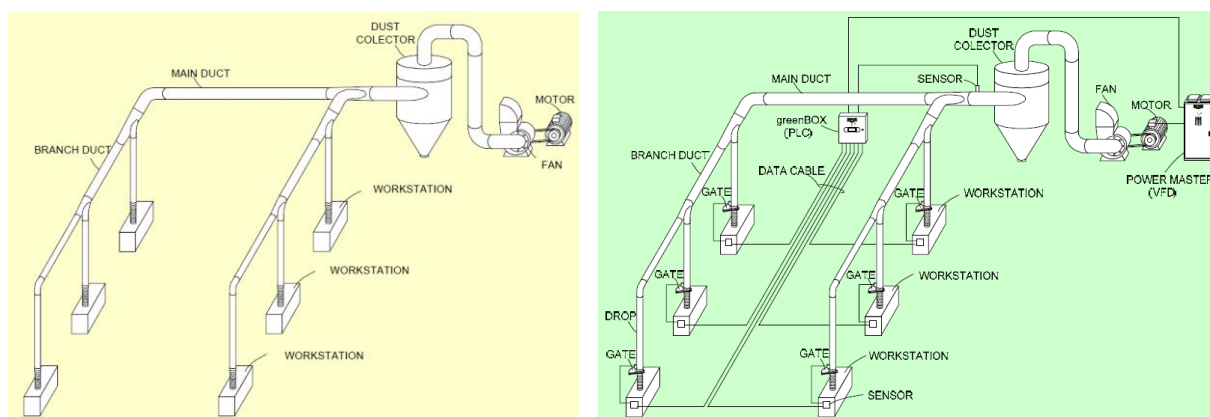 DUST
COLECTOR
MAIN DUCT
MOTOR
FAN
BRANCH DUCT
WORKSTATION
WORKSTATION
WORKSTATION
DUST
COLECTOR
SENSOR
MAIN DUCT
FAN
MOTOR
greenBOX
(PLC)
BRANCH DUCT
DATA CABLE
POWER MASTER
(VFD)
GATE
GATE
WORKSTATION
GATE
GATE
WORKSTATION
DROP
GATE
GATE
WORKSTATION
SENSOR